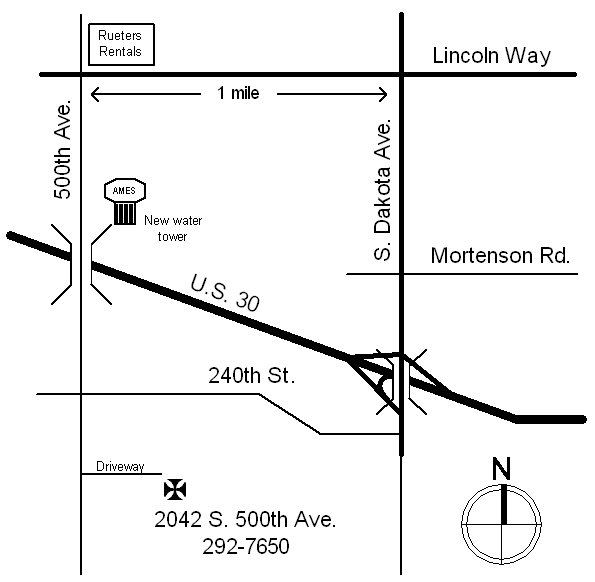 Rueters
Rentals
Lincoln Way
1 mile
500th Ave.
S. Dakota Ave.
AMES
New water
tower
Mortenson Rd.
U.S. 30
240th St.
Driveway
N
2042 S. 500th Ave.
292-7650